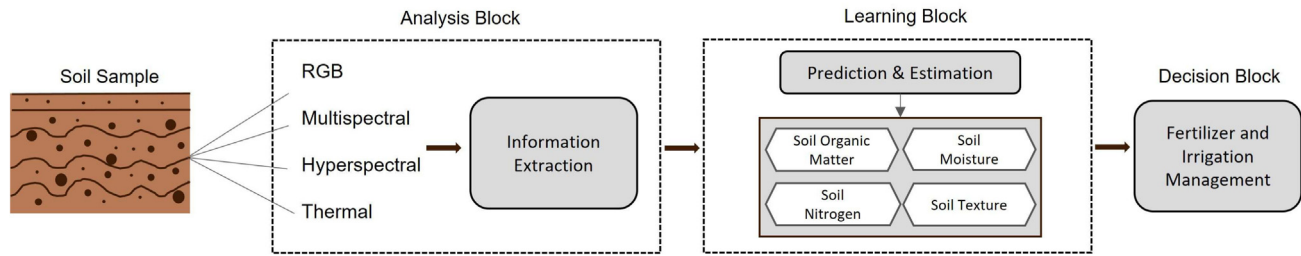 Analysis Block
Learning Block
Soil Sample
RGB
Multispectral
Hyperspectral
Thermal
Information
Extraction
Prediction & Estimation
Soil Organic
Matter
Soil
Moisture
Soil
Nitrogen
Soil Texture
Decision Block
Fertilizer and
Irrigation
Management